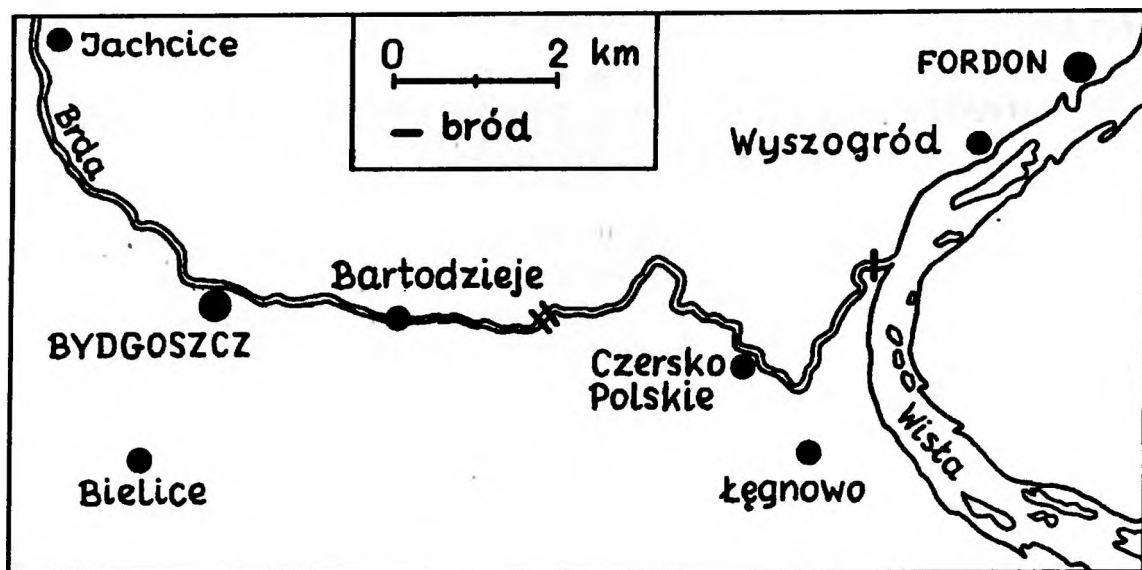 Jachcice
0 2 km
bród
FORDON
Wyszogród
Brda
Bartodzieje
BYDGOSZCZ
Czersko
Polskie
Wisła
Bielice
Łęgnowo